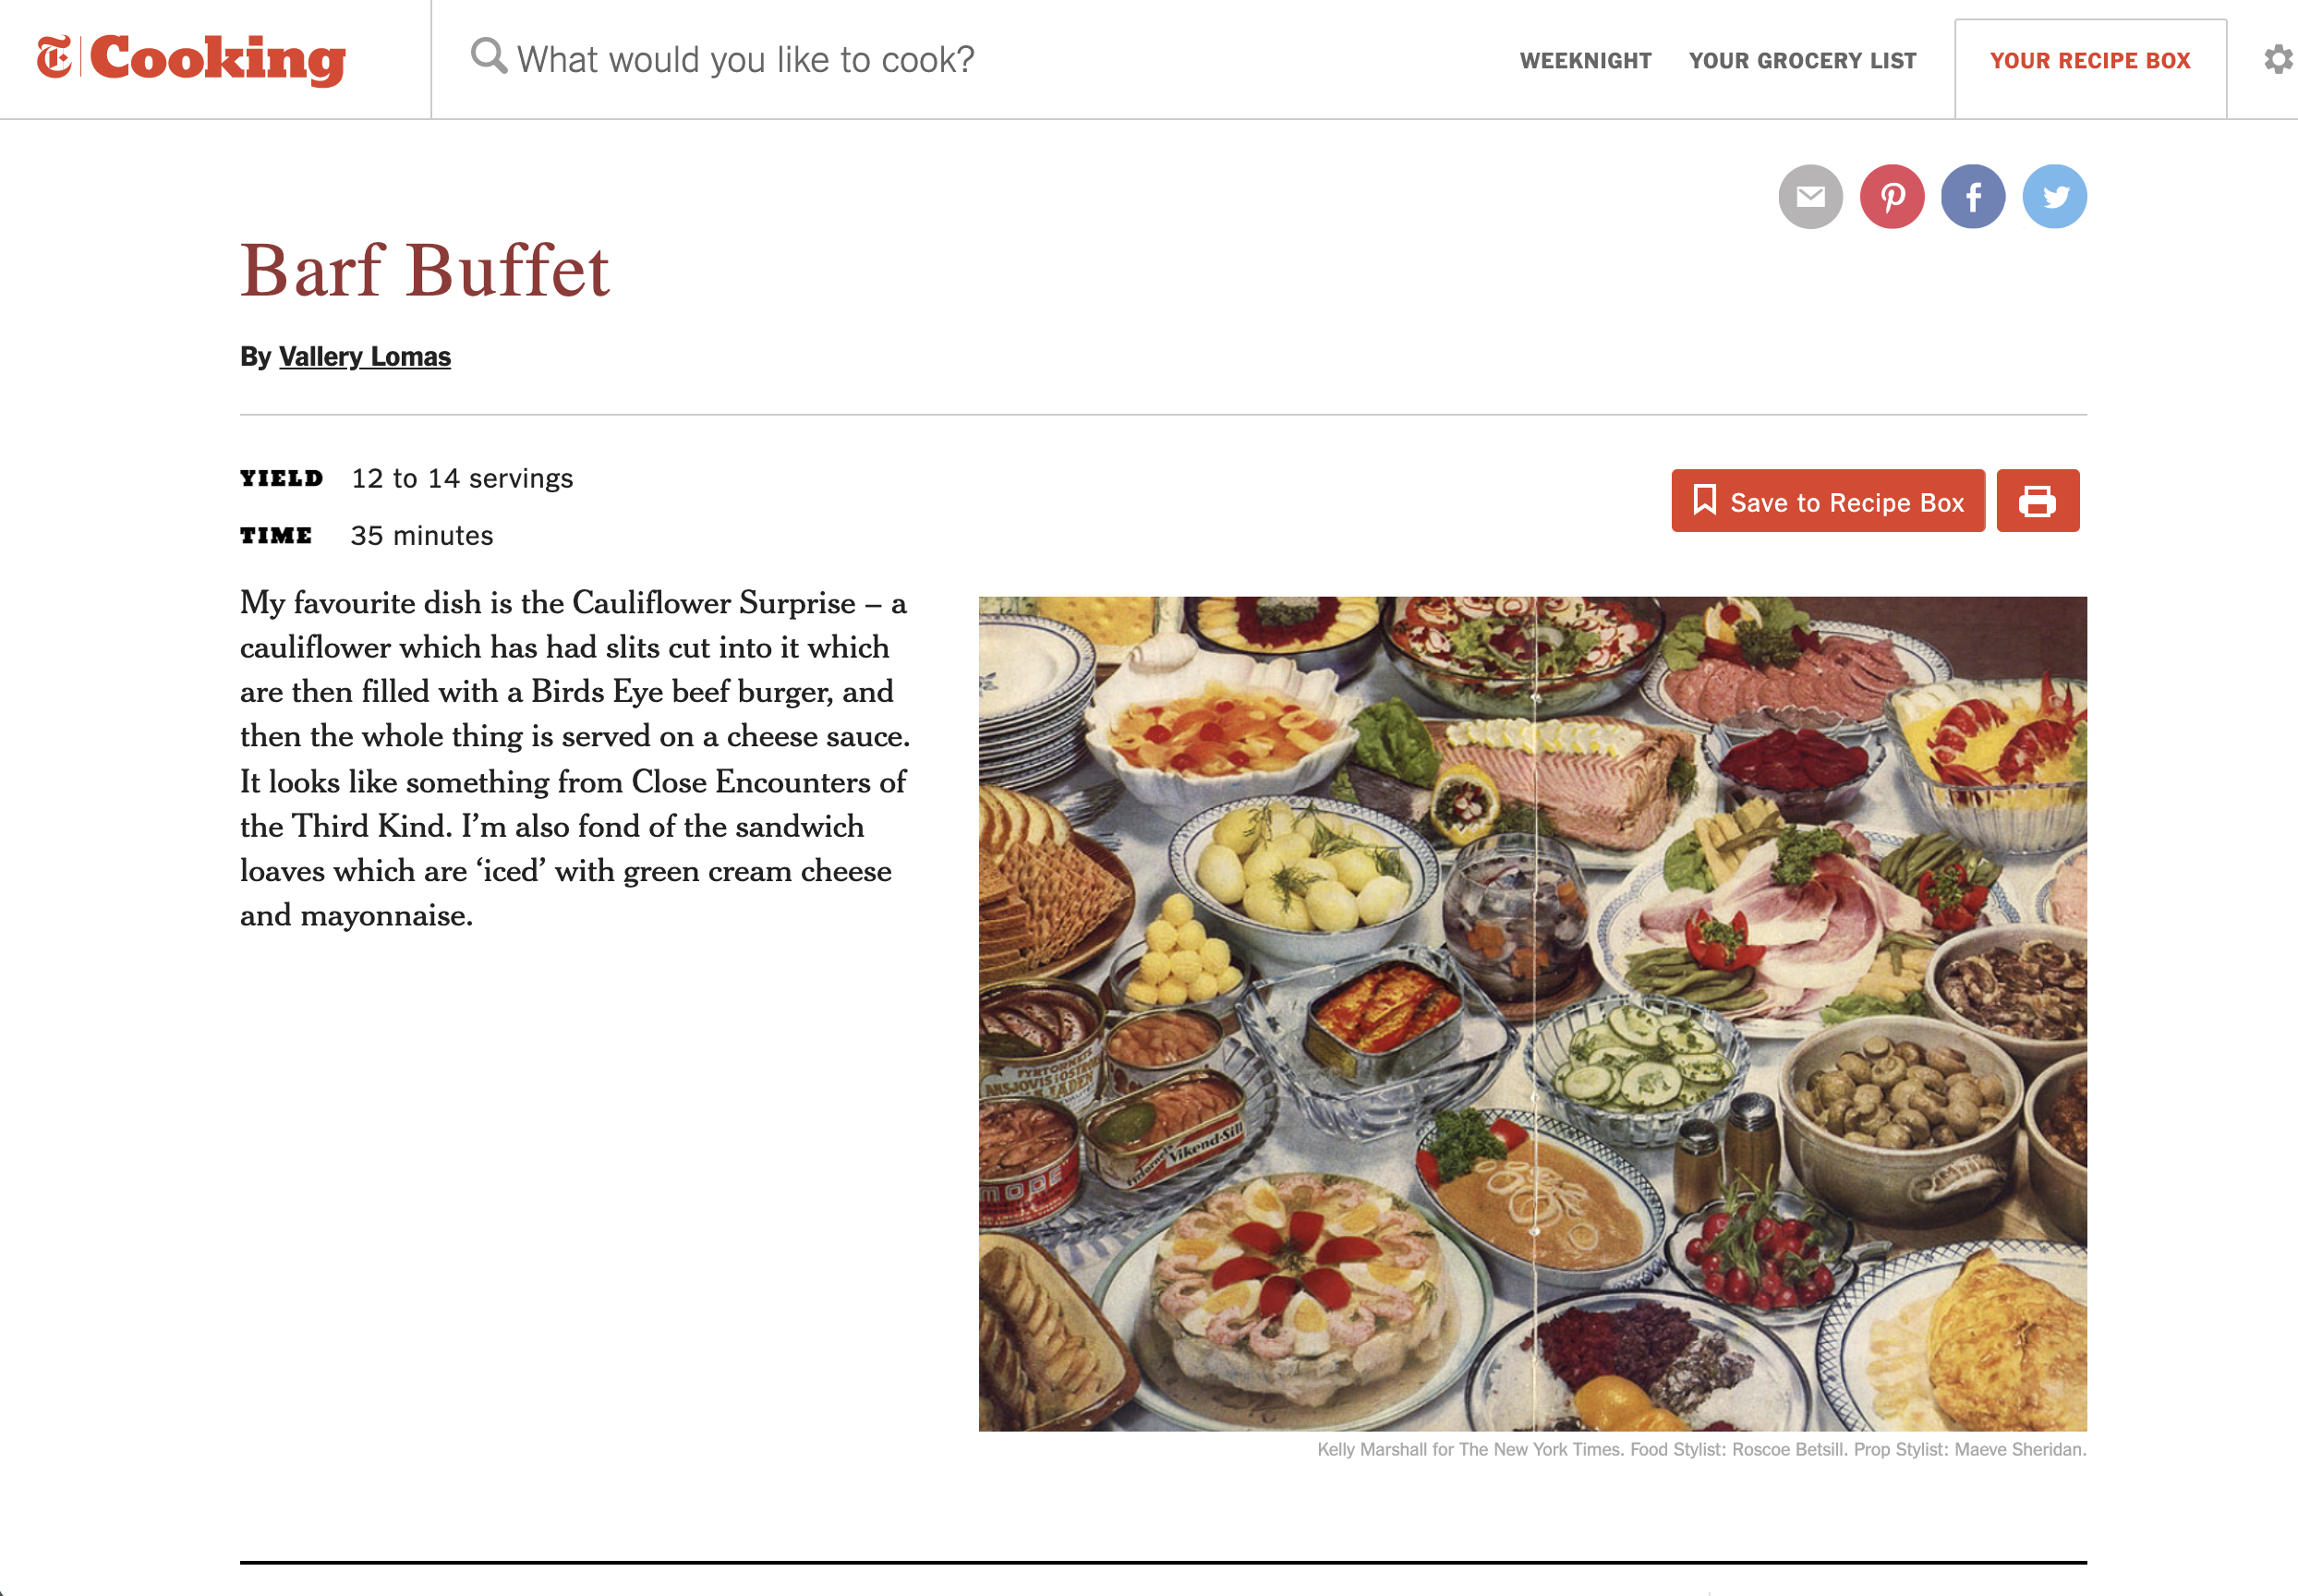 T Cooking
What would you like to cook?
WEEKNIGHT
YOUR GROCERY LIST
YOUR RECIPE BOX
Barf Buffet
By Vallery Lomas
YIELD 12 to 14 servings
TIME 35 minutes
Save to Recipe Box
My favourite dish is the Cauliflower Surprise – a
cauliflower which has had slits cut into it which
are then filled with a Birds Eye beef burger, and
then the whole thing is served on a cheese sauce.
It looks like something from Close Encounters of
the Third Kind. I’m also fond of the sandwich
loaves which are ‘iced’ with green cream cheese
and mayonnaise.
Vikend-Sill
Kelly Marshall for The New York Times. Food Stylist: Roscoe Betsill. Prop Stylist: Maeve Sheridan.